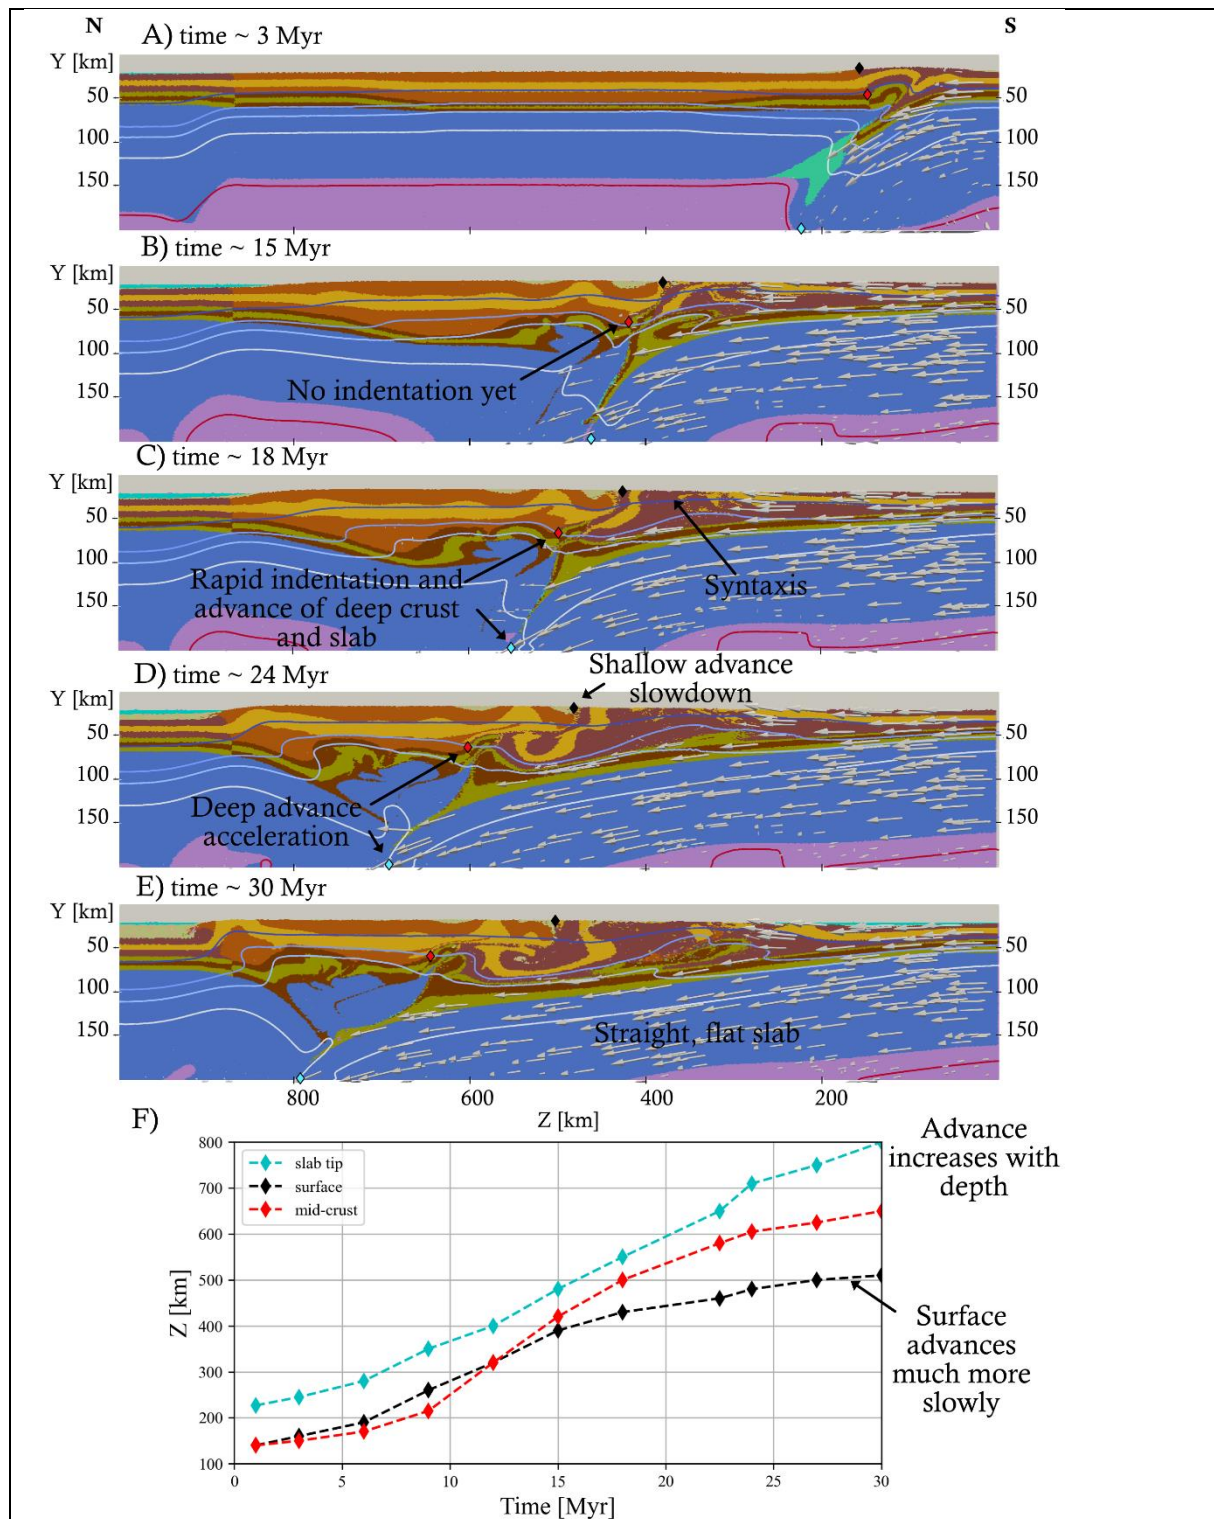 N
S
A) time ~ 3 Myr
Y [km]
50
100
150
50
100
150
B) time ~ 15 Myr
Y [km]
50
100
150
50
100
150
No indentation yet
C) time ~ 18 Myr
Y [km]
50
100
150
50
100
150
Rapid indentation and
advance of deep crust
and slab
Syntaxis
D) time ~ 24 Myr
Shallow advance
slowdown
Y [km]
50
100
150
50
100
150
Deep advance
acceleration
E) time ~ 30 Myr
Y [km]
50
100
150
50
100
150
Straight, flat slab
800 600 400 200
Z [km]
F)
800
700
600
500
400
300
200
100
Z [km]
slab tip
surface
mid-crust
0 5 10 15 20 25 30
Time [Myr]
Advance
increases with
depth
Surface
advances
much more
slowly